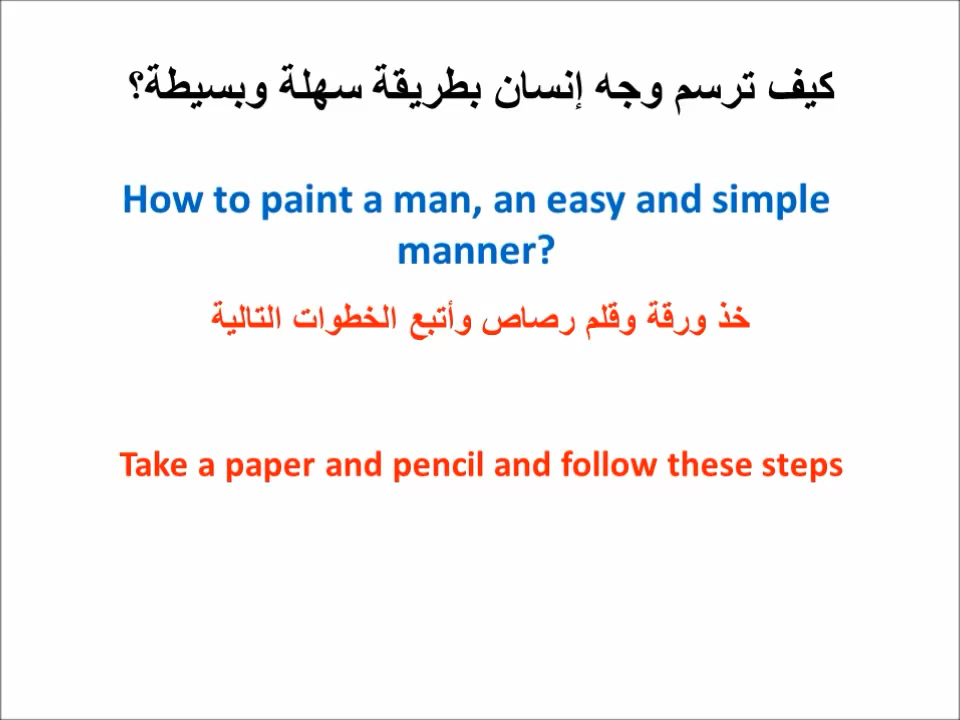 كيف ترسم وجه إنسان بطريقة سهلة وبسيطة؟
How to paint a man, an easy and simple
manner?
خذ ورقة وقلم رصاص وأتبع الخطوات التالية
Take a paper and pencil and follow these steps